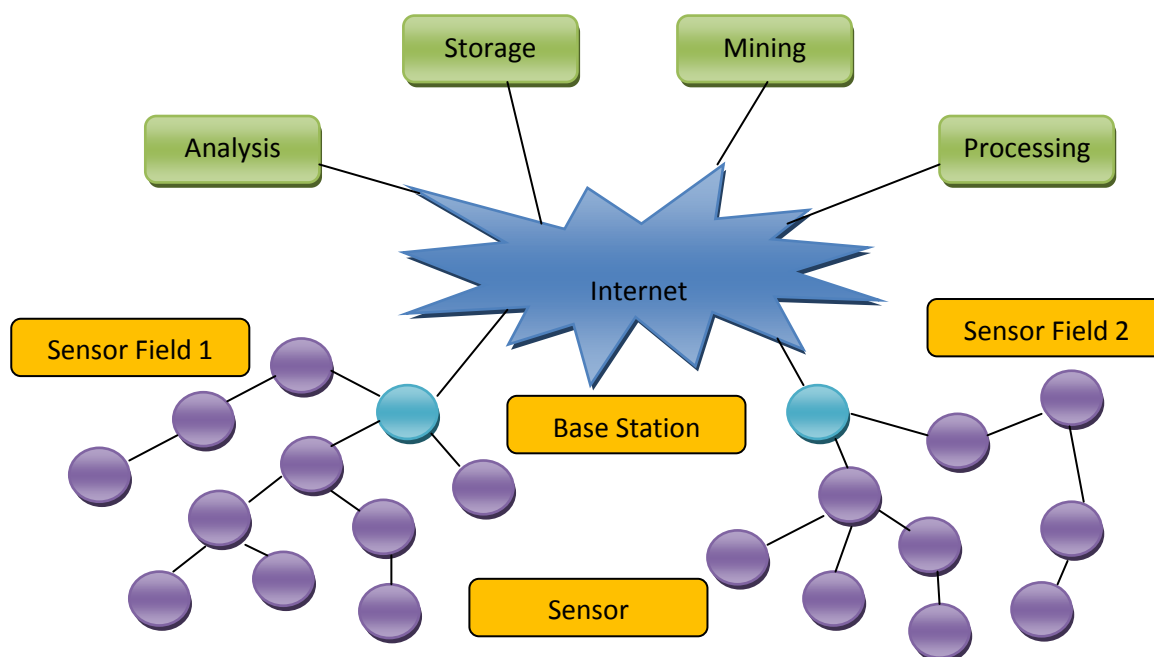 Storage
Mining
Analysis
Processing
Internet
Sensor Field 1
Sensor Field 2
Base Station
Sensor